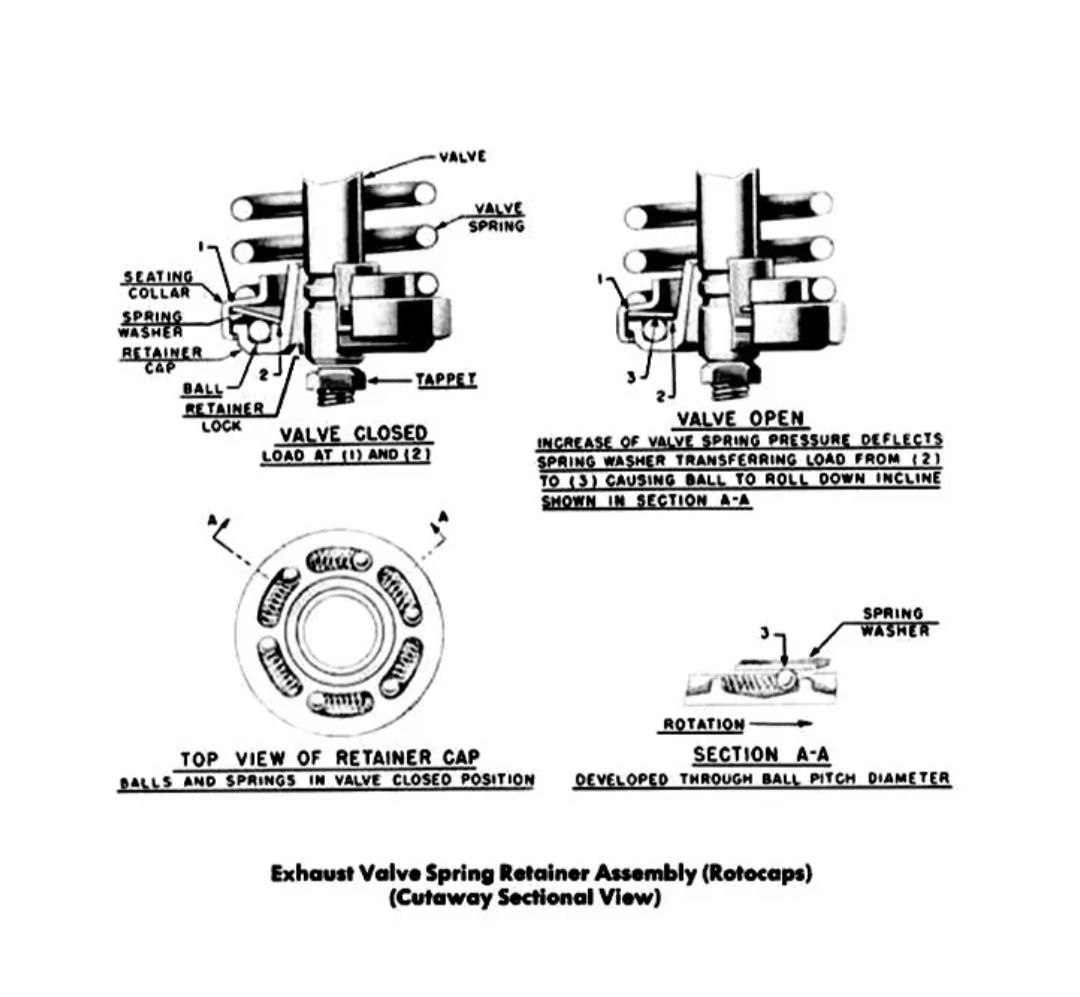 VALVE
VALVE
SPRING
1
SEATING
COLLAR
SPRING
WASHER
RETAINER
CAP
BALL
2
RETAINER
LOCK
TAPPET
VALVE CLOSED
LOAD AT (1) AND (2)
1
3
2
VALVE OPEN
INCREASE OF VALVE SPRING PRESSURE DEFLECTS
SPRING WASHER TRANSFERRING LOAD FROM (2)
TO (3) CAUSING BALL TO ROLL DOWN INCLINE
SHOWN IN SECTION A-A
A
A
TOP VIEW OF RETAINER CAP
BALLS AND SPRINGS IN VALVE CLOSED POSITION
3
SPRING
WASHER
ROTATION
SECTION A-A
DEVELOPED THROUGH BALL PITCH DIAMETER
Exhaust Valve Spring Retainer Assembly (Rotocaps)
(Cutaway Sectional View)